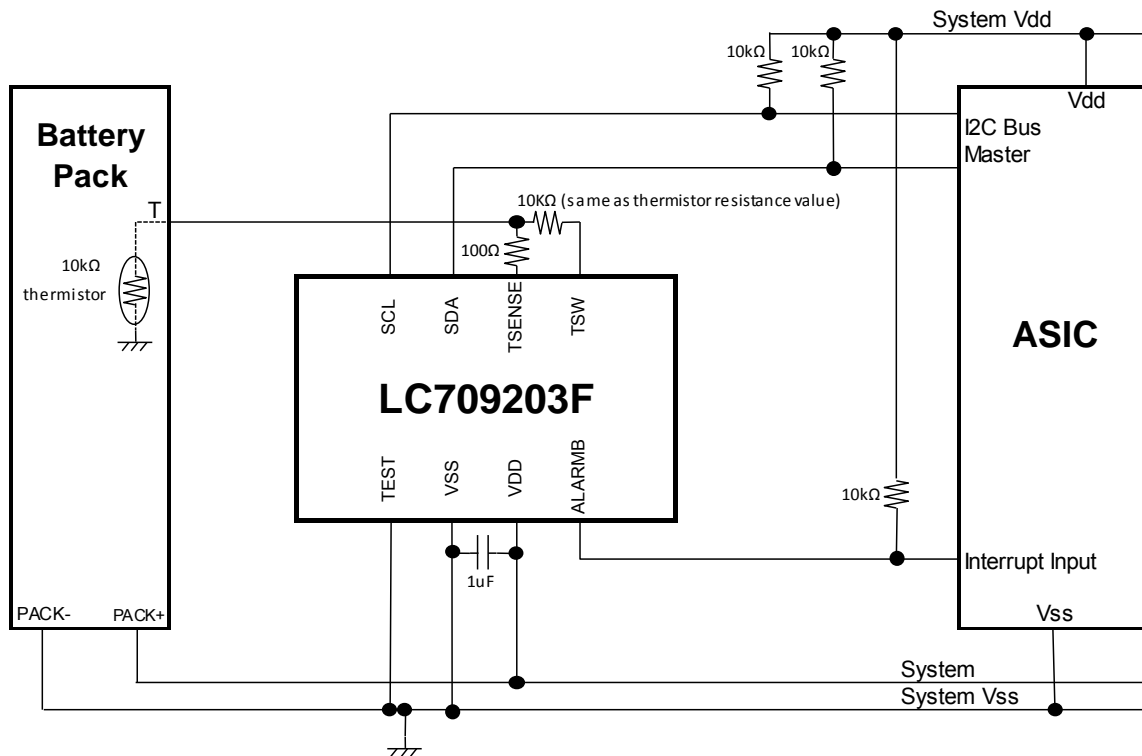 System Vdd
10kΩ
10kΩ
Vdd
Battery
Pack
I2C Bus
Master
T
10KΩ (same as thermistor resistance value)
100Ω
10kΩ
thermistor
SCL
SDA
TSENSE
TSW
ASIC
LC709203F
TEST
VSS
VDD
ALARMB
10kΩ
1uF
Interrupt Input
PACK-
PACK+
Vss
System
System Vss